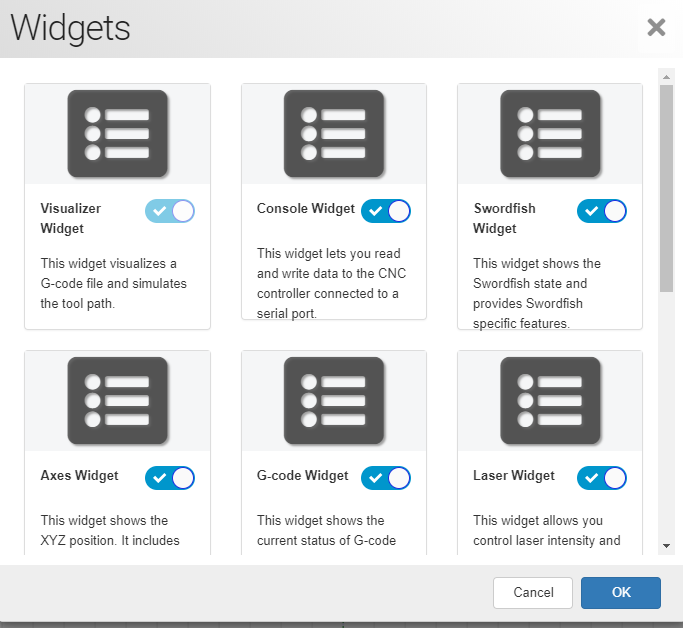 Widgets
Visualizer
Widget
This widget visualizes a
G-code file and simulates
the tool path.
Console Widget
This widget lets you read
and write data to the CNC
controller connected to a
serial port.
Swordfish
Widget
This widget shows the
Swordfish state and
provides Swordfish
specific features.
Axes Widget
This widget shows the
XYZ position. It includes
G-code Widget
This widget shows the
current status of G-code
Laser Widget
This widget allows you
control laser intensity and
Cancel
OK